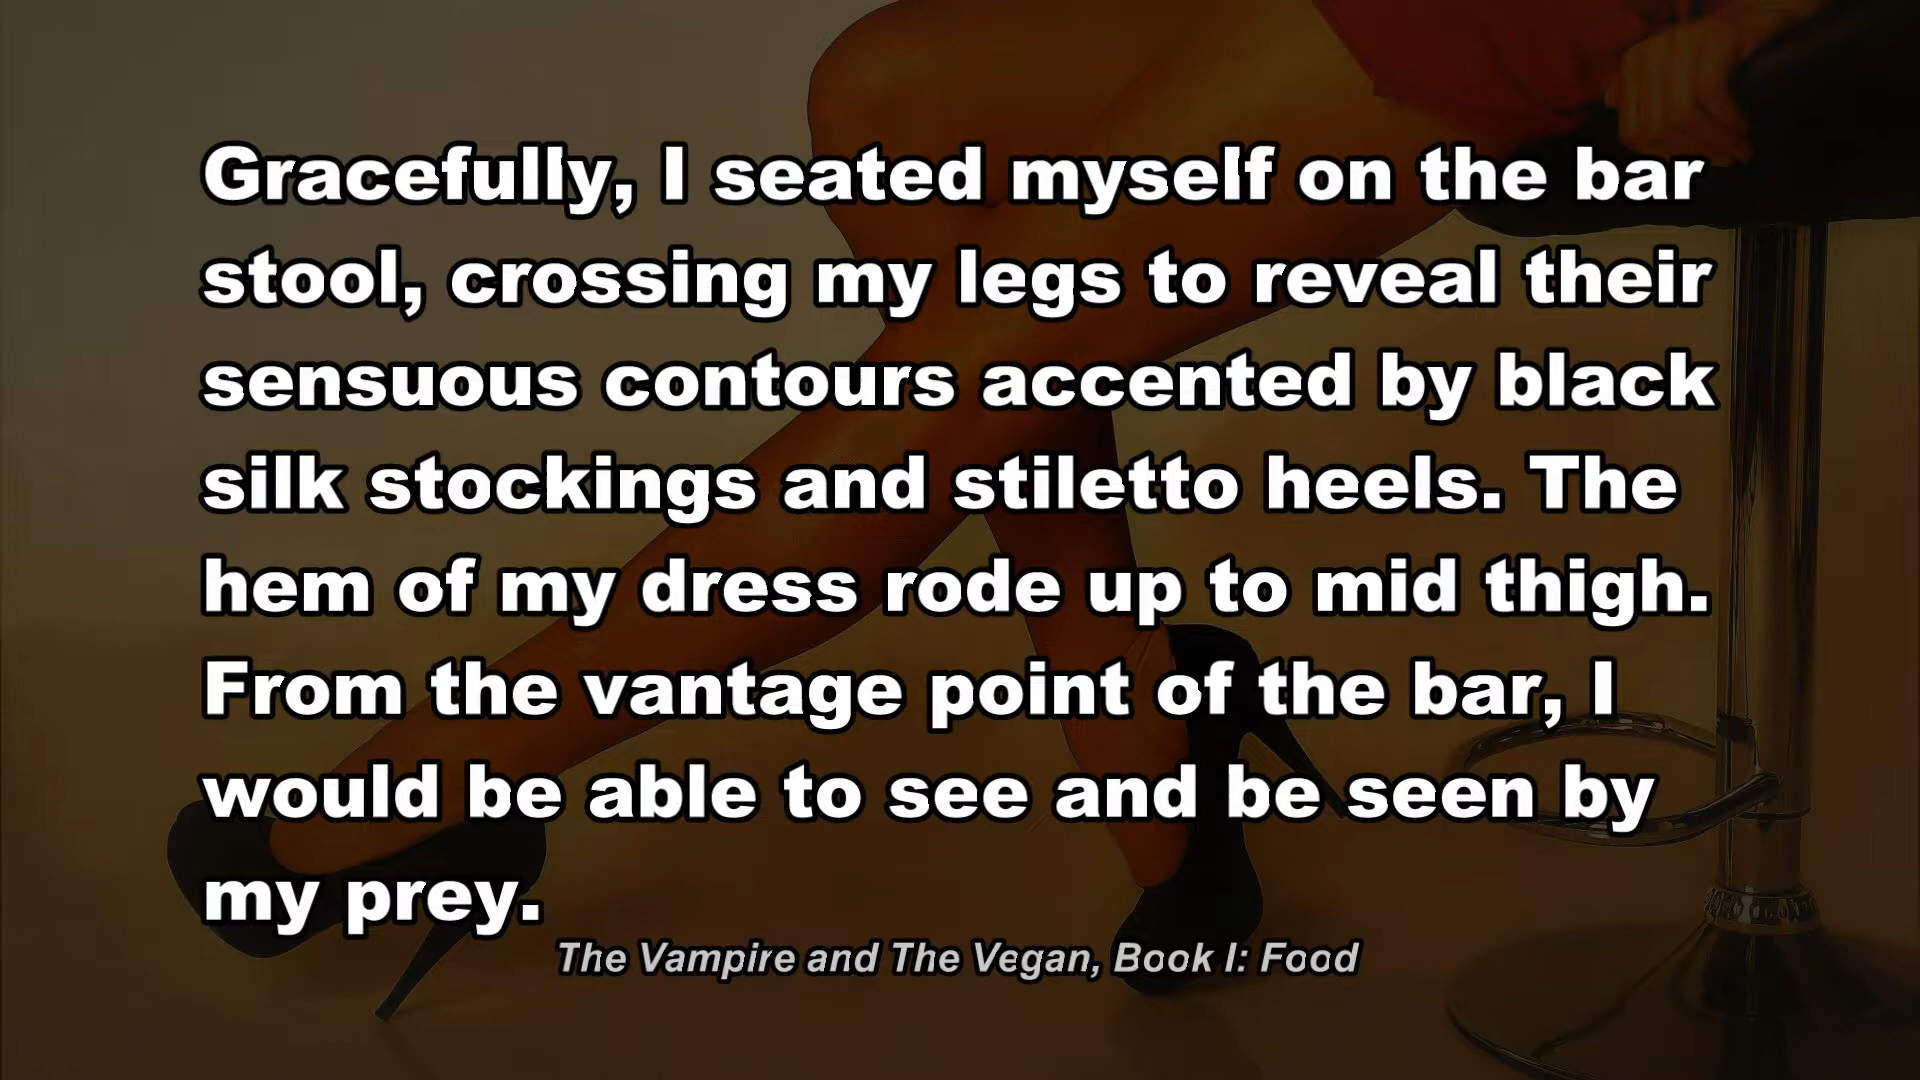 Gracefully, I seated myself on the bar
stool, crossing my legs to reveal their
sensuous contours accented by black
silk stockings and stiletto heels. The
hem of my dress rode up to mid thigh.
From the vantage point of the bar, I
would be able to see and be seen by
my prey.
The Vampire and The Vegan, Book I: Food